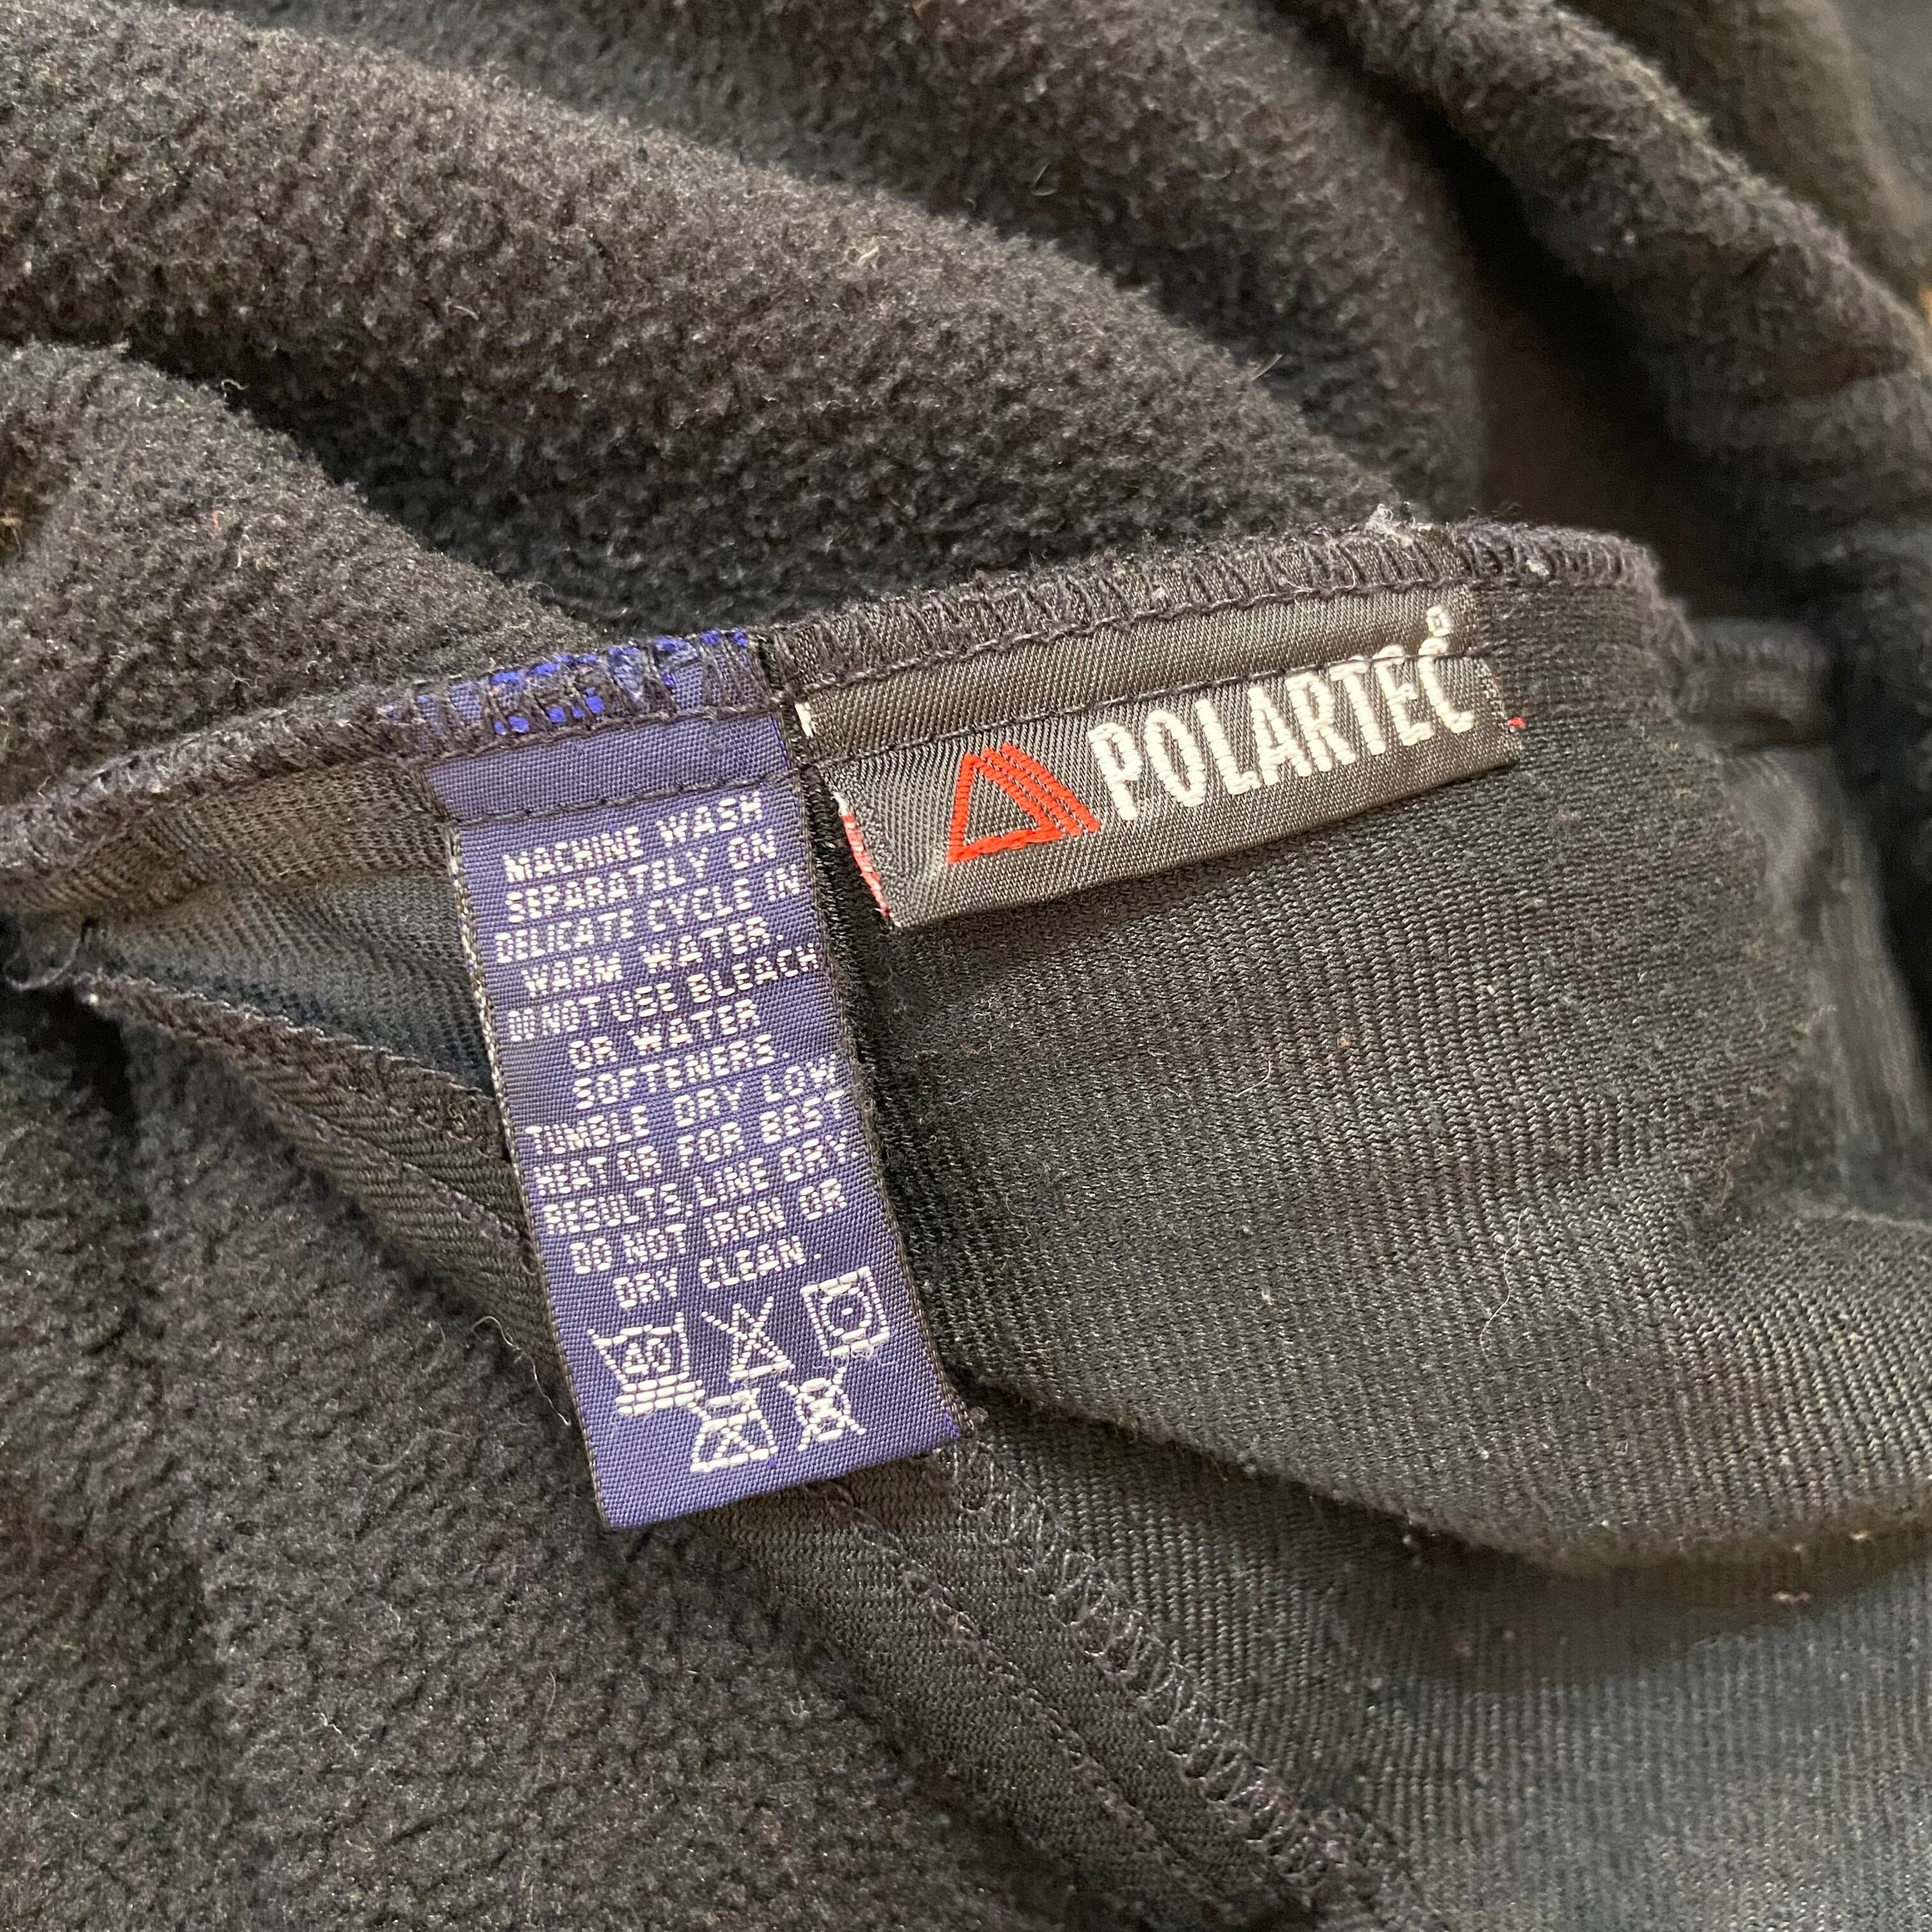 POLARTEC®
MACHINE WASH
SEPARATELY ON
DELICATE CYCLE IN
WARM WATER.
DO NOT USE BLEACH
OR WATER
SOFTENERS.
TUMBLE DRY LOW
HEAT OR FOR BEST
RESULTS, LINE DRY
DO NOT IRON OR
DRY CLEAN.
40